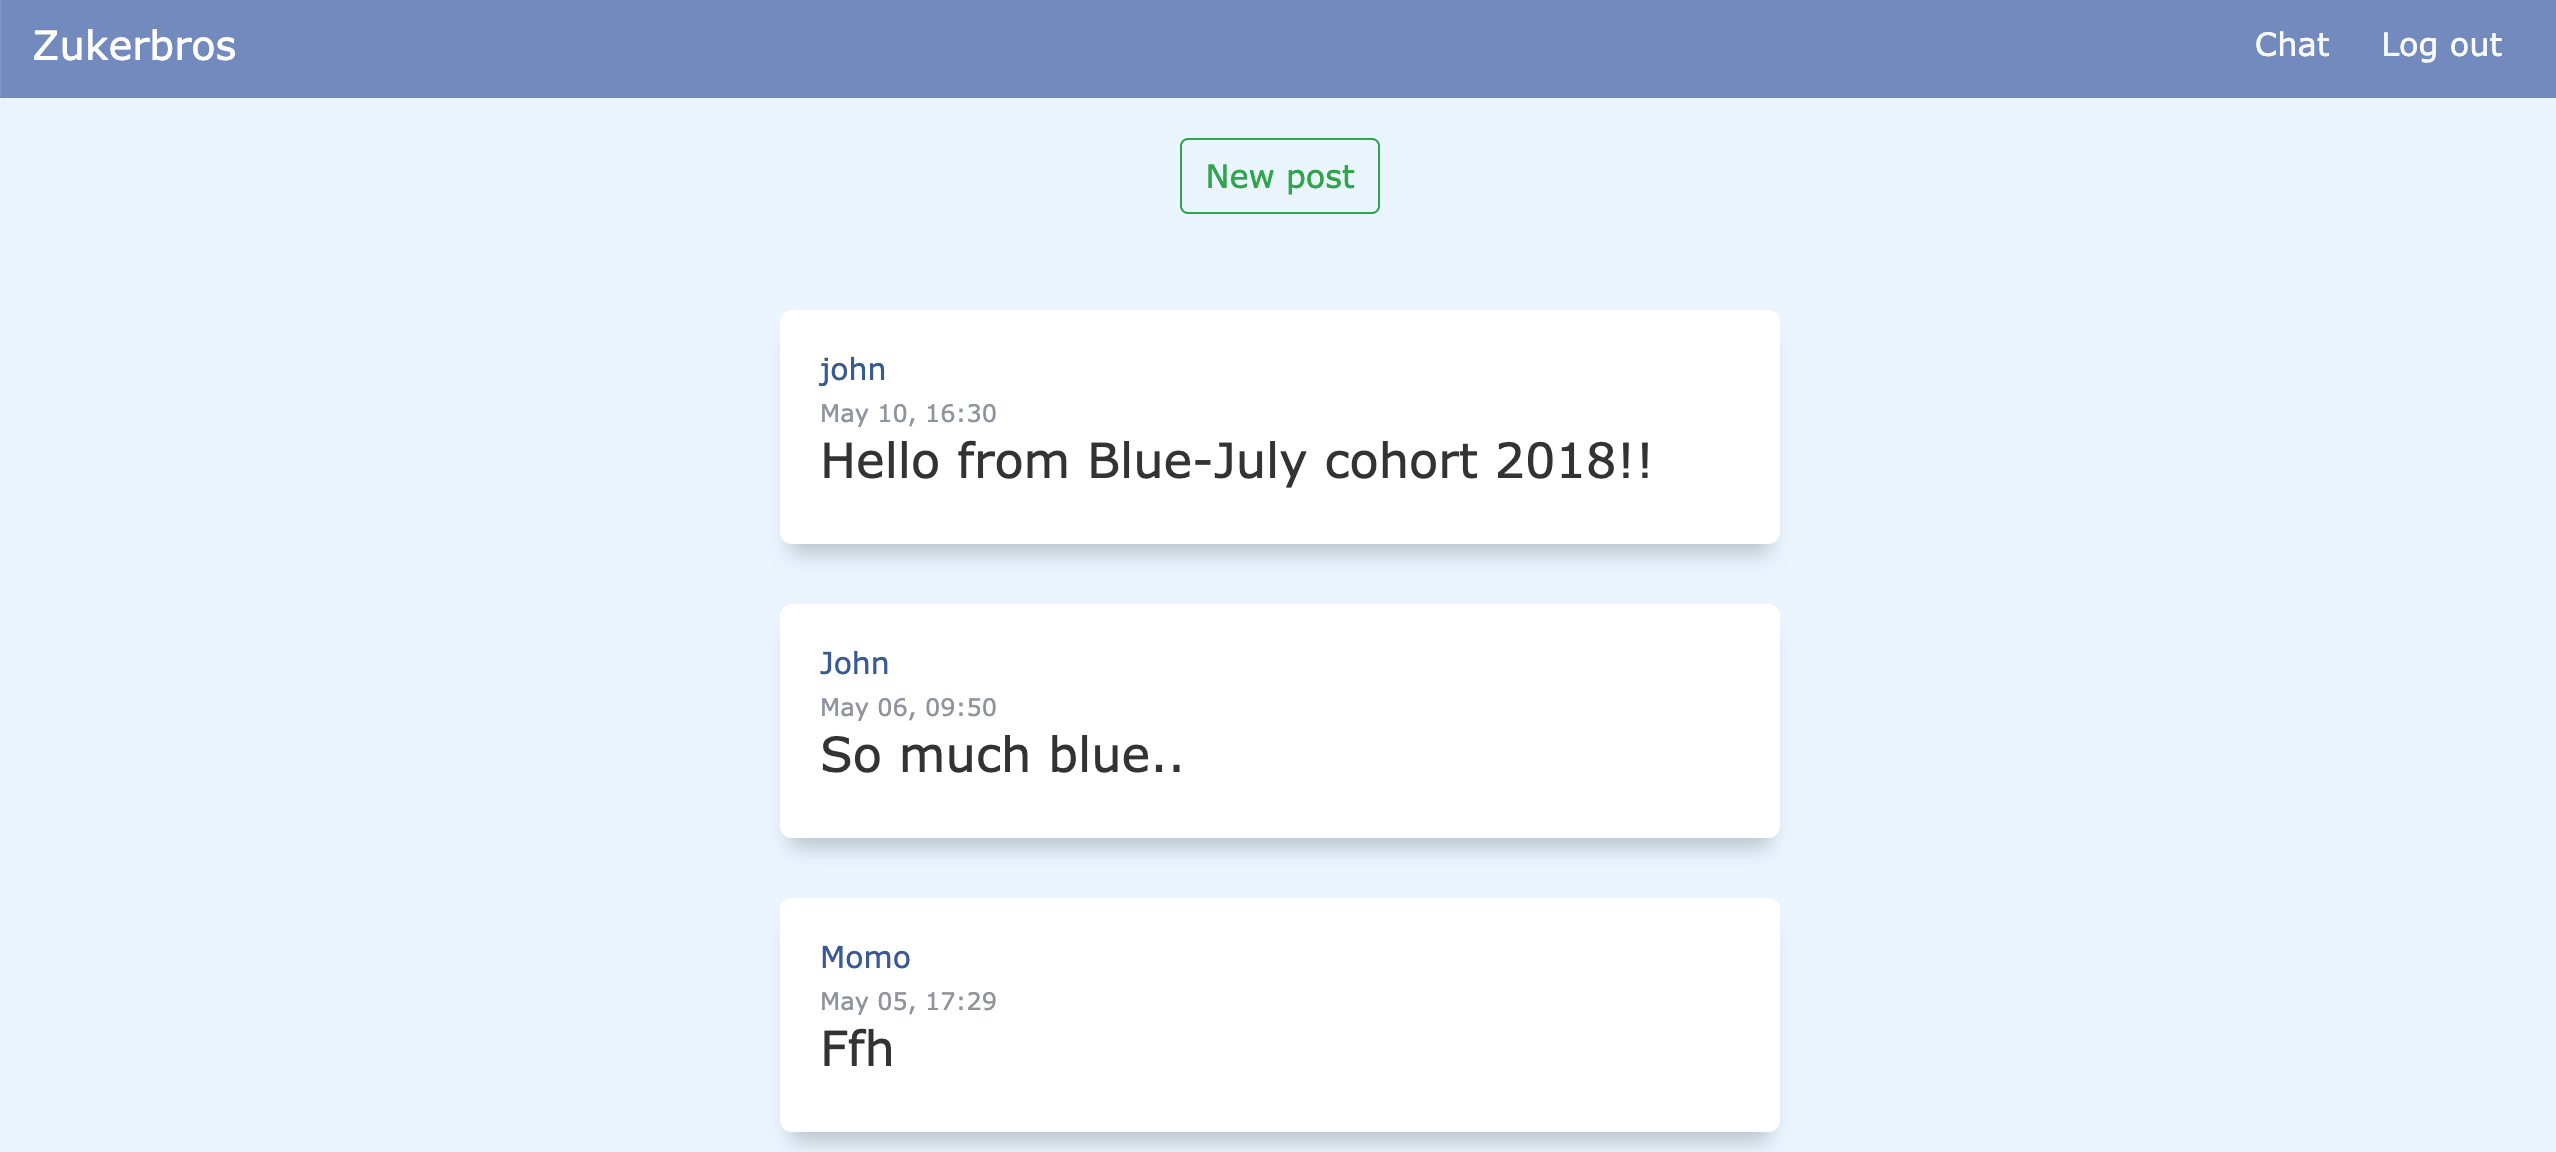 Zukerbros
Chat
Log out
New post
john
May 10, 16:30
Hello from Blue-July cohort 2018!!
John
May 06, 09:50
So much blue..
Momo
May 05, 17:29
Ffh